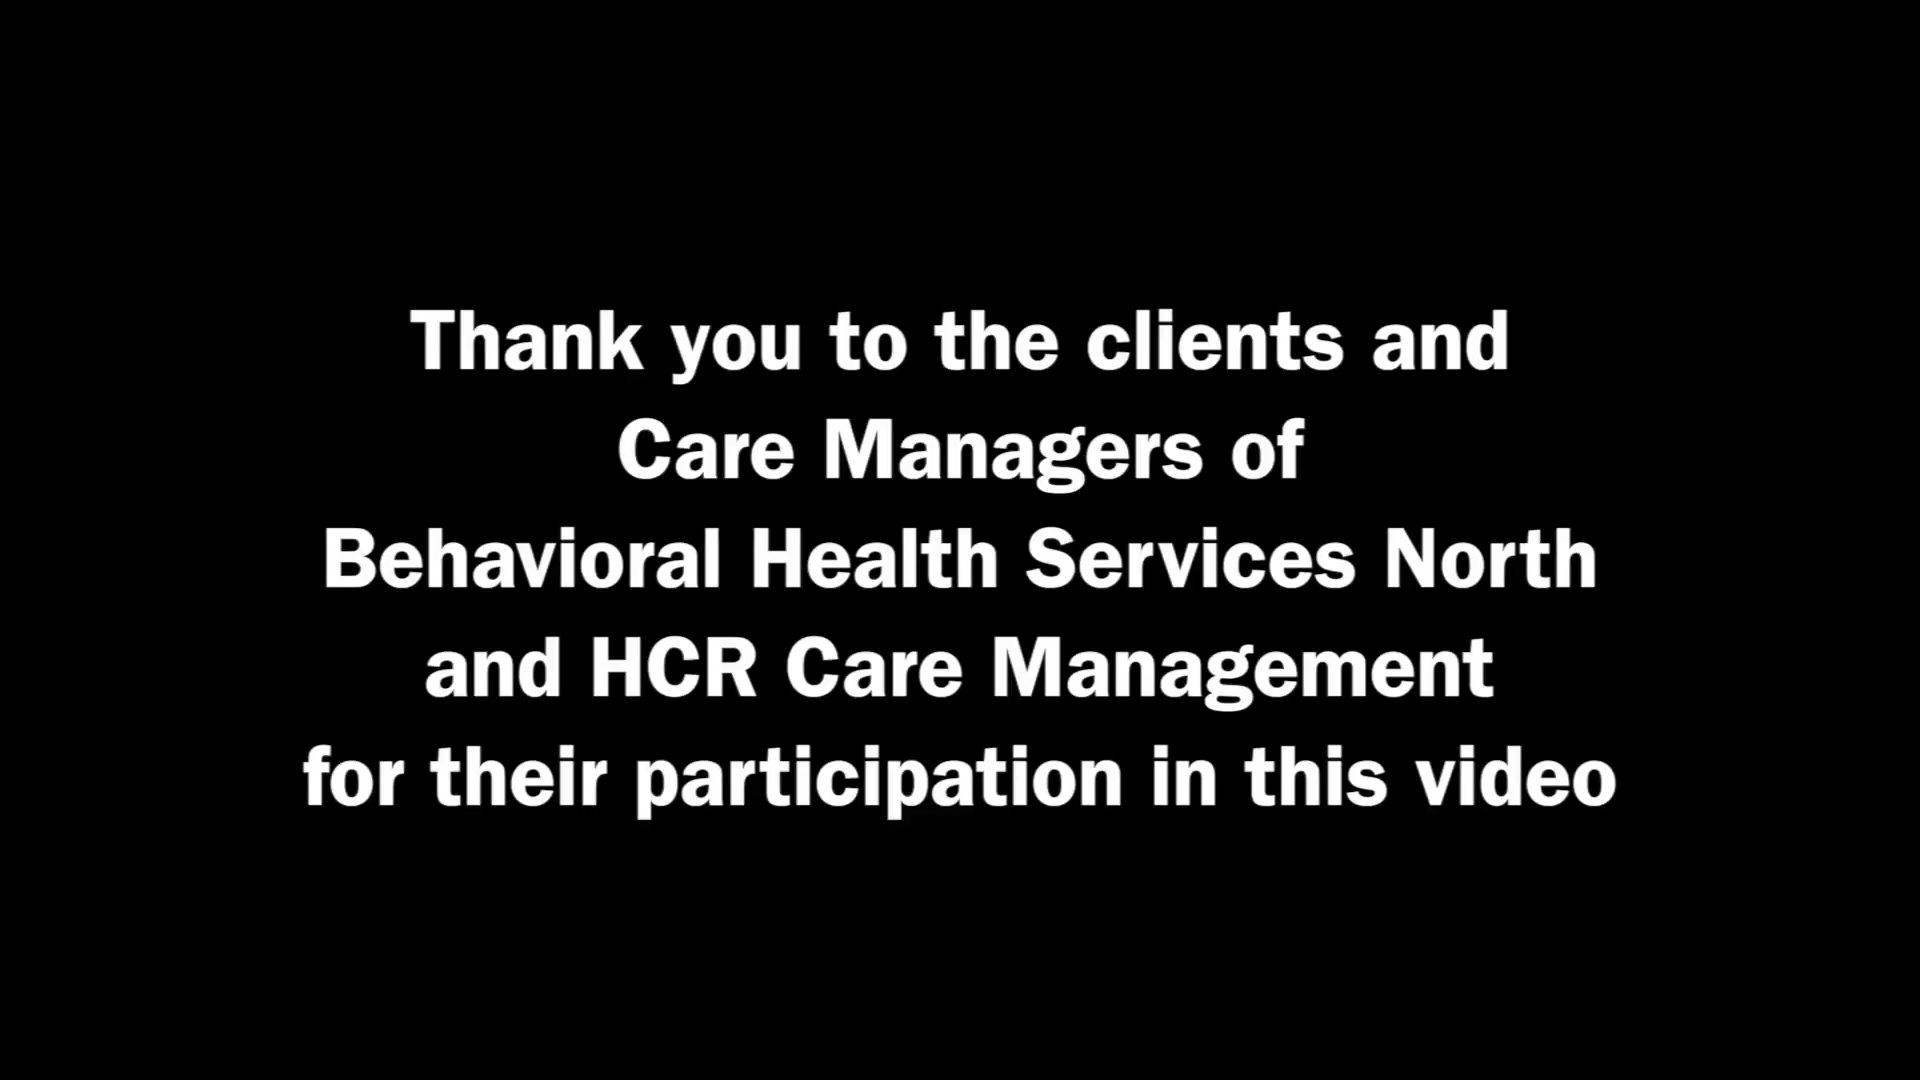 Thank you to the clients and
Care Managers of
Behavioral Health Services North
and HCR Care Management
for their participation in this video